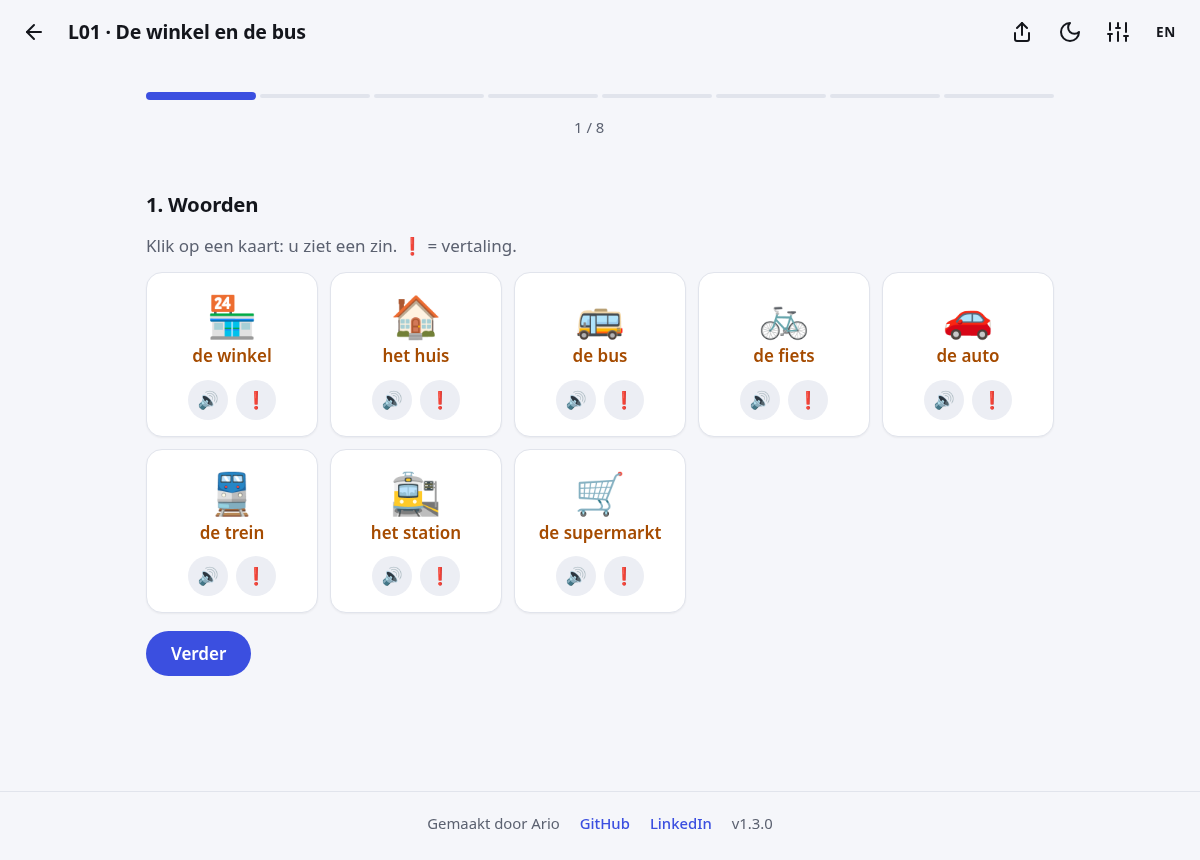 L01 · De winkel en de bus
EN
1 / 8
1. Woorden
Klik op een kaart: u ziet een zin. ❗ = vertaling.
24
de winkel
het huis
de bus
de fiets
de auto
de trein
het station
de supermarkt
Verder
Gemaakt door Ario GitHub LinkedIn v1.3.0